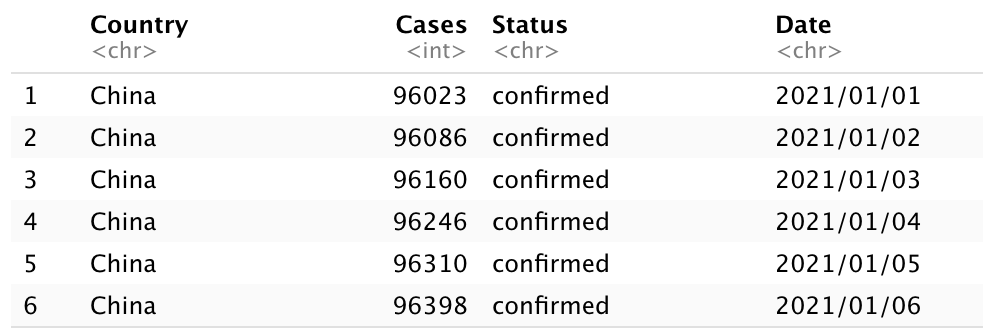 Country Cases Status Date
<chr> <int> <chr> <chr>
1 China 96023 confirmed 2021/01/01
2 China 96086 confirmed 2021/01/02
3 China 96160 confirmed 2021/01/03
4 China 96246 confirmed 2021/01/04
5 China 96310 confirmed 2021/01/05
6 China 96398 confirmed 2021/01/06